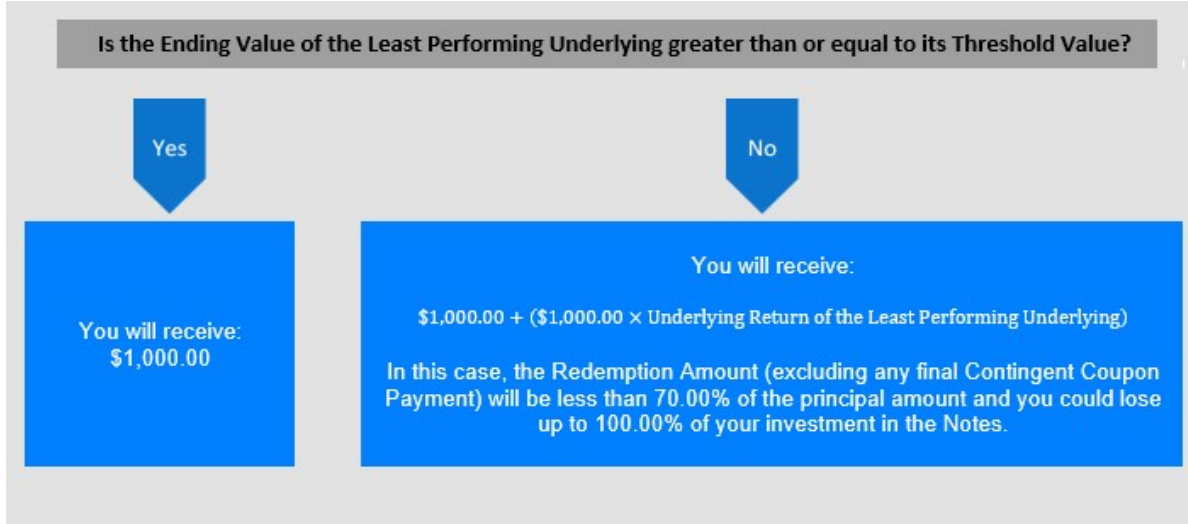 Is the Ending Value of the Least Performing Underlying greater than or equal to its Threshold Value?
Yes
No
You will receive:
$1,000.00
You will receive:
$1,000.00 + ($1,000.00 × Underlying Return of the Least Performing Underlying)
In this case, the Redemption Amount (excluding any final Contingent Coupon
Payment) will be less than 70.00% of the principal amount and you could lose
up to 100.00% of your investment in the Notes.